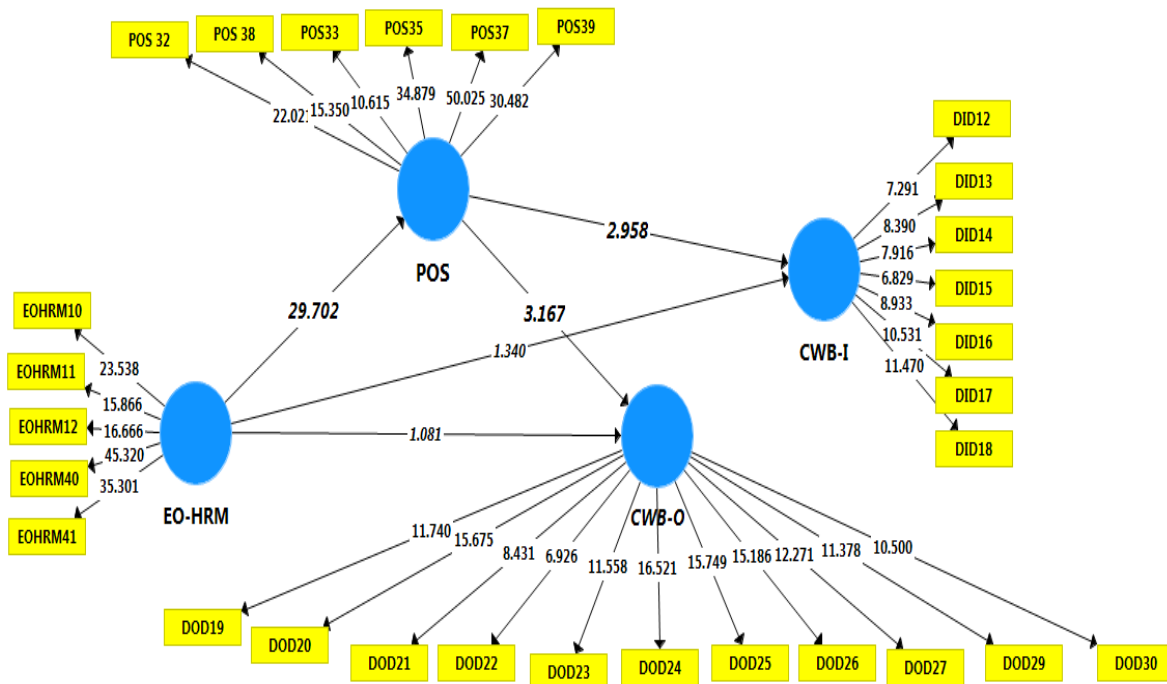 POS 32
POS 38
POS33
POS35
POS37
POS39
22.02
15.350
10.615
34.879
50.025
30.482
POS
DID12
DID13
DID14
DID15
DID16
DID17
DID18
7.291
8.390
7.916
6.829
8.933
10.531
11.470
CWB-I
2.958
3.167
29.702
1.340
1.081
EOHRM10
EOHRM11
EOHRM12
EOHRM40
EOHRM41
23.538
15.866
16.666
45.320
35.301
EO-HRM
CWB-O
11.740
15.675
8.431
6.926
11.558
16.521
15.749
15.186
12.271
11.378
10.500
DOD19
DOD20
DOD21
DOD22
DOD23
DOD24
DOD25
DOD26
DOD27
DOD29
DOD30